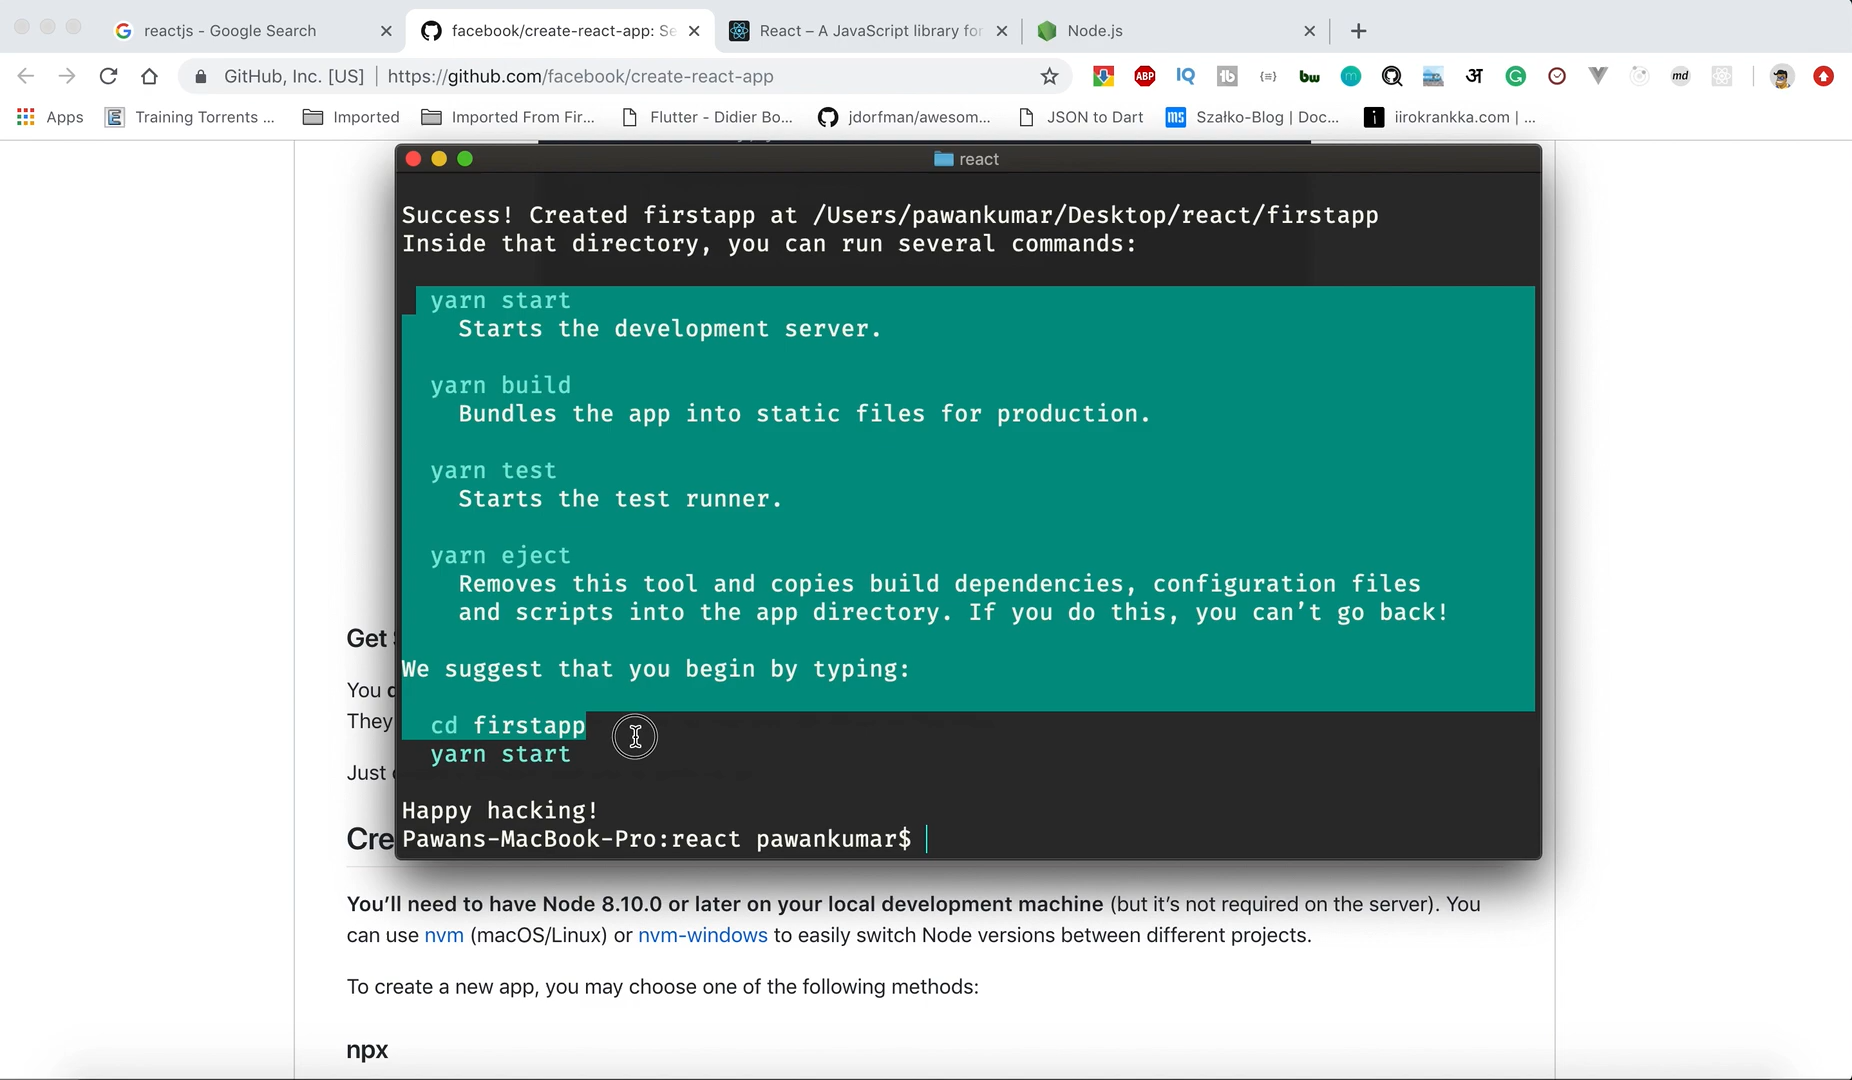 reactjs - Google Search
facebook/create-react-app: Se
React – A JavaScript library for
Node.js
GitHub, Inc. [US]
https://github.com/facebook/create-react-app
ABP
IQ
tb
{=}
bw
m
अ
G
md
Apps
E
Training Torrents ...
Imported
Imported From Fir...
Flutter - Didier Bo...
jdorfman/awesom...
JSON to Dart
ms
Szałko-Blog | Doc...
i
iirokrankka.com | ...
react
Success! Created firstapp at /Users/pawankumar/Desktop/react/firstapp
Inside that directory, you can run several commands:
yarn start
Starts the development server.
yarn build
Bundles the app into static files for production.
yarn test
Starts the test runner.
yarn eject
Removes this tool and copies build dependencies, configuration files
and scripts into the app directory. If you do this, you can’t go back!
We suggest that you begin by typing:
cd firstapp
yarn start
Happy hacking!
Pawans-MacBook-Pro:react pawankumar$
Get
You
They
Just
Cre
You’ll need to have Node 8.10.0 or later on your local development machine (but it’s not required on the server). You
can use nvm (macOS/Linux) or nvm-windows to easily switch Node versions between different projects.
To create a new app, you may choose one of the following methods:
npx